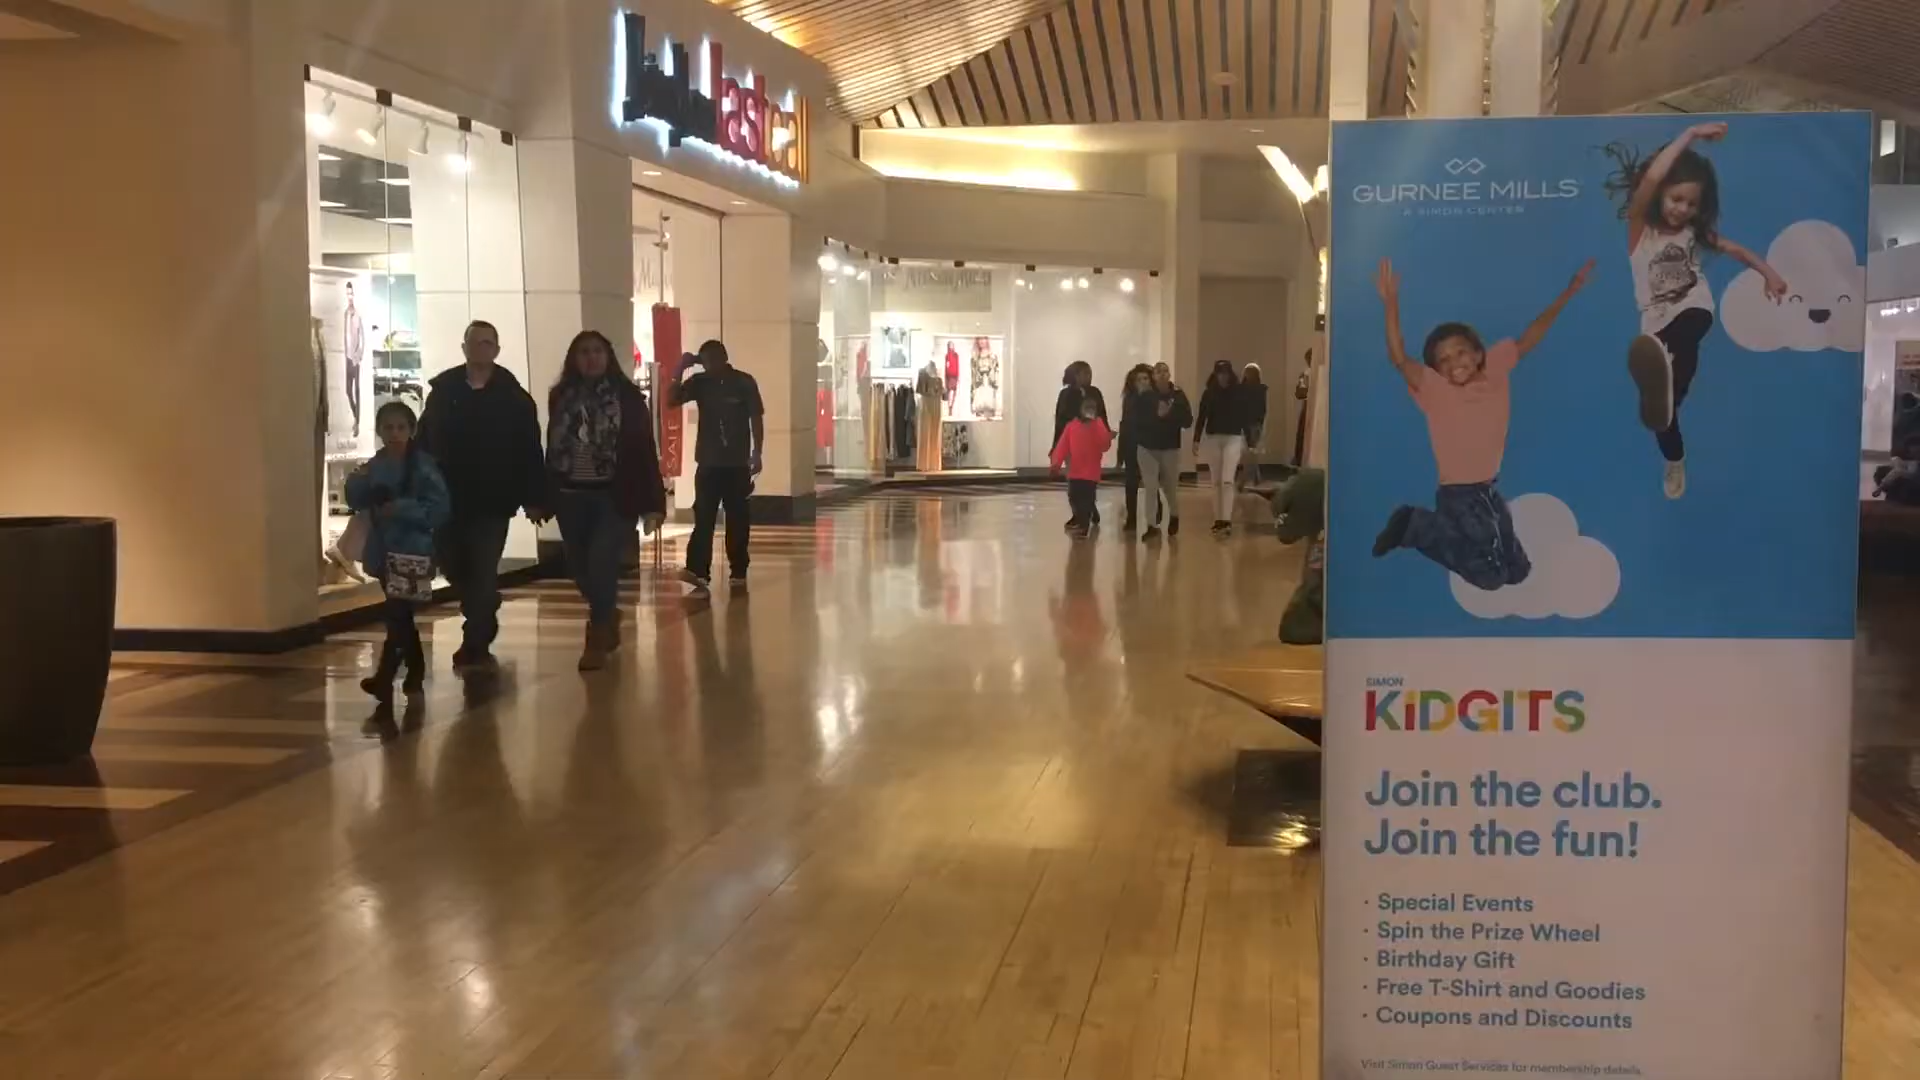 last call
SALE
GURNEE MILLS
A SIMON CENTER
SIMON
KiDGITS
Join the club.
Join the fun!
· Special Events
· Spin the Prize Wheel
· Birthday Gift
· Free T-Shirt and Goodies
· Coupons and Discounts
Visit Simon Guest Services for membership details.